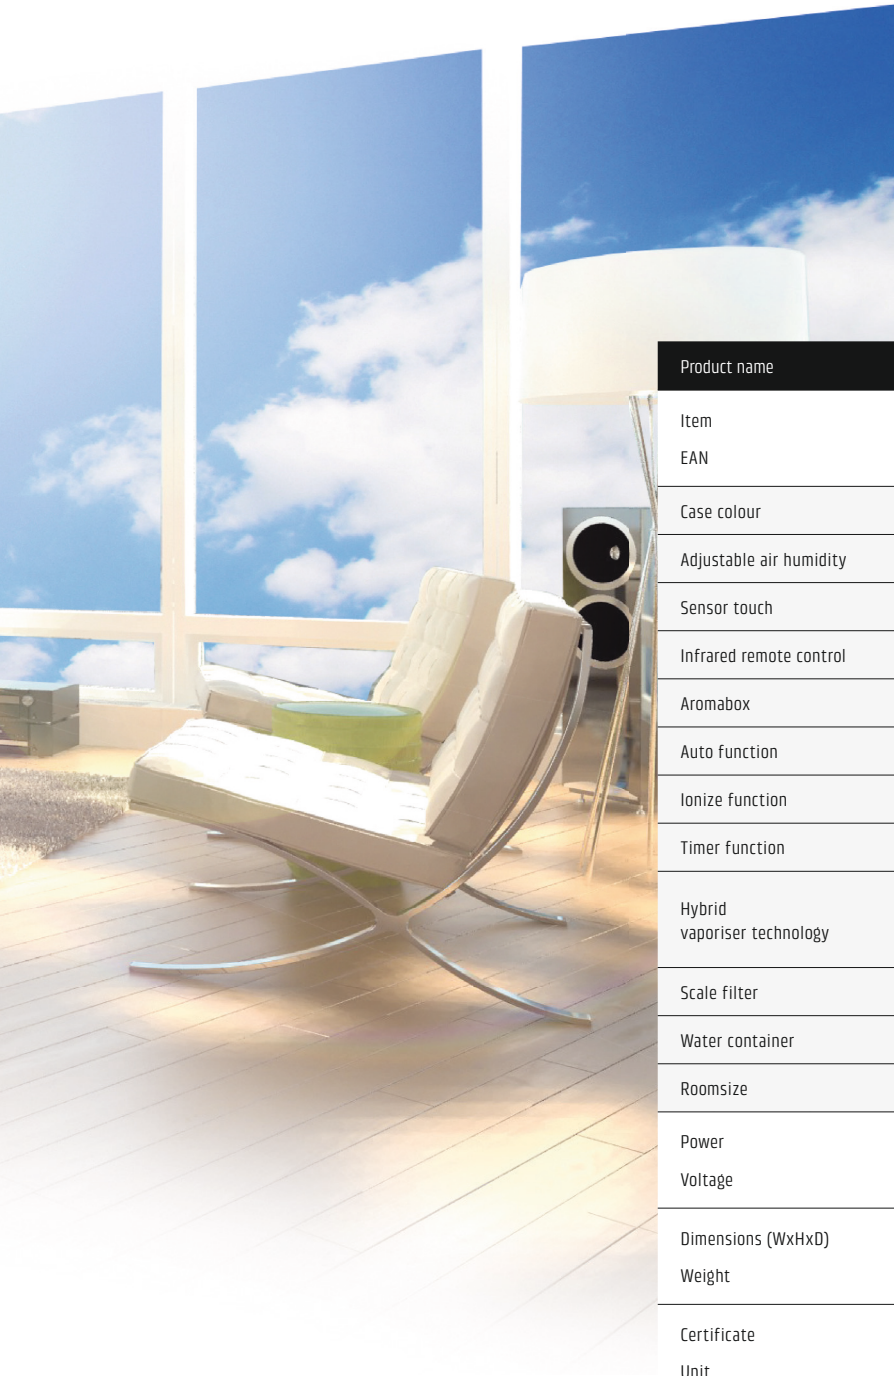 Product name
Item
EAN
Case colour
Adjustable air humidity
Sensor touch
Infrared remote control
Aromabox
Auto function
Ionize function
Timer function
Hybrid
vaporiser technology
Scale filter
Water container
Roomsize
Power
Voltage
Dimensions (WxHxD)
Weight
Certificate
Unit